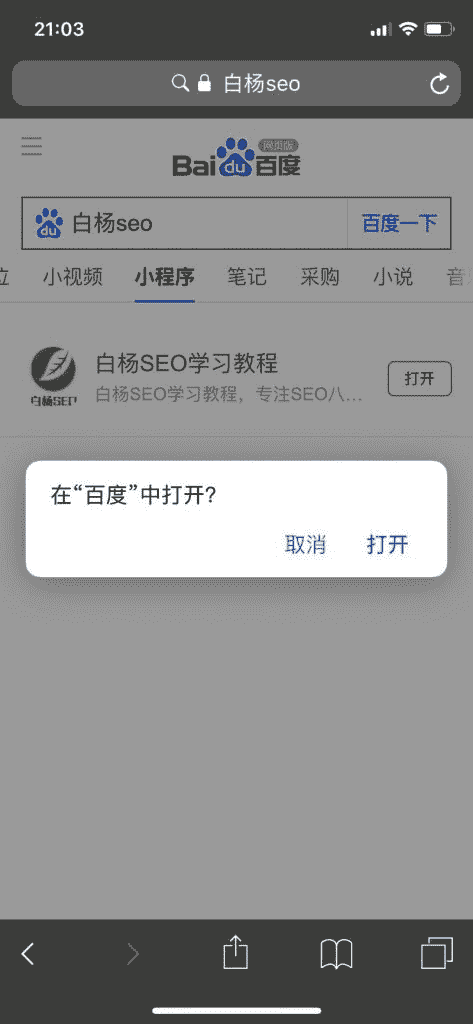 21:03
白杨seo
网页版
Bai du 百度
白杨seo
百度一下
位 小视频 小程序 笔记 采购 小说 音
白杨SEO学习教程
白杨SEO学习教程，专注SEO八…
打开
白杨SEO
在“百度”中打开?
取消 打开